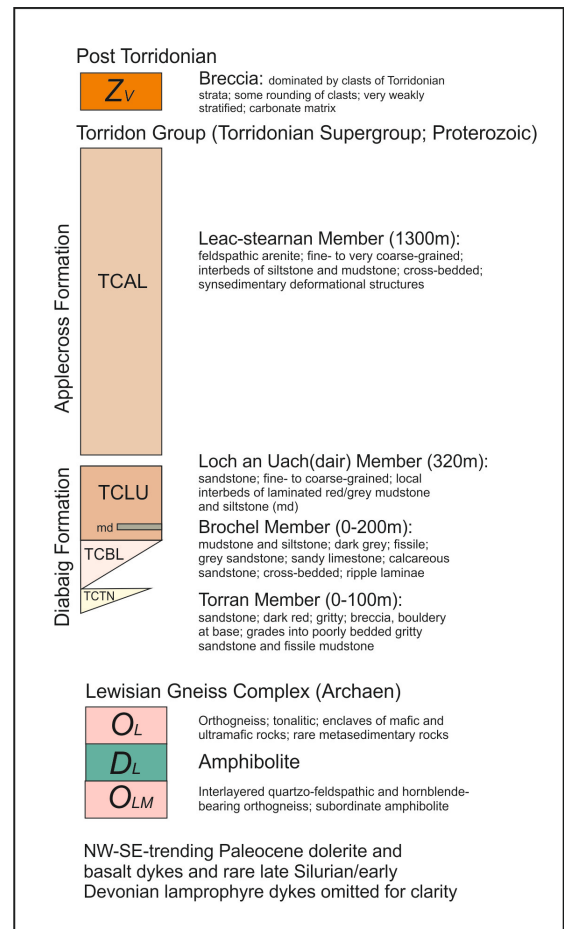 Post Torridonian
Zv
Breccia: dominated by clasts of Torridonian
strata; some rounding of clasts; very weakly
stratified; carbonate matrix
Torridon Group (Torridonian Supergroup; Proterozoic)
Applecross Formation
TCAL
Leac-stearnan Member (1300m):
feldspathic arenite; fine- to very coarse-grained;
interbeds of siltstone and mudstone; cross-bedded;
synsedimentary deformational structures
Diabaig Formation
TCLU
md
Loch an Uach(dair) Member (320m):
sandstone; fine- to coarse-grained; local
interbeds of laminated red/grey mudstone
and siltstone (md)
TCBL
Brochel Member (0-200m):
mudstone and siltstone; dark grey; fissile;
grey sandstone; sandy limestone; calcareous
sandstone; cross-bedded; ripple laminae
TCTN
Torran Member (0-100m):
sandstone; dark red; gritty; breccia, bouldery
at base; grades into poorly bedded gritty
sandstone and fissile mudstone
Lewisian Gneiss Complex (Archaen)
OL
Orthogneiss; tonalitic; enclaves of mafic and
ultramafic rocks; rare metasedimentary rocks
DL
Amphibolite
OLM
Interlayered quartzo-feldspathic and hornblende-
bearing orthogneiss; subordinate amphibolite
NW-SE-trending Paleocene dolerite and
basalt dykes and rare late Silurian/early
Devonian lamprophyre dykes omitted for clarity